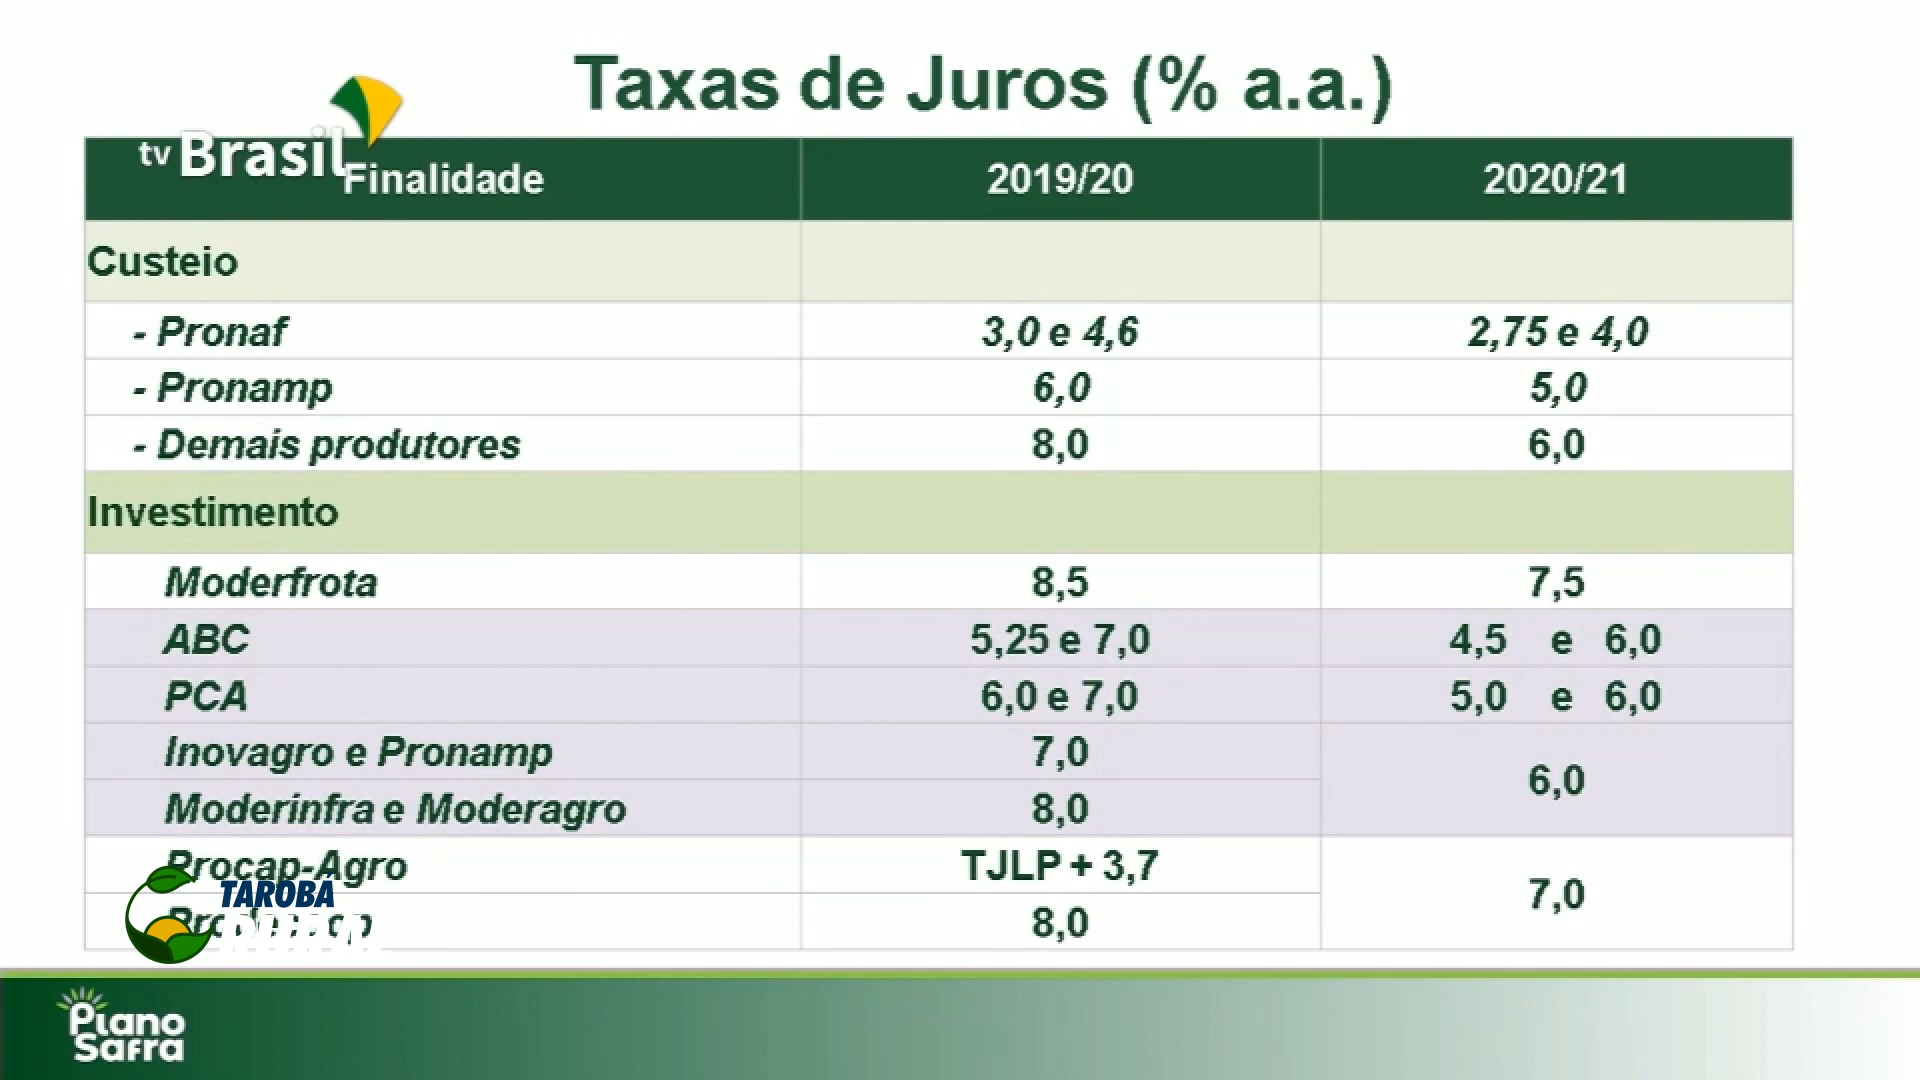 Taxas de Juros (% a.a.)
tv Brasil
Finalidade 2019/20 2020/21
Custeio
- Pronaf 3,0 e 4,6 2,75 e 4,0
- Pronamp 6,0 5,0
- Demais produtores 8,0 6,0
Investimento
Moderfrota 8,5 7,5
ABC 5,25 e 7,0 4,5 e 6,0
PCA 6,0 e 7,0 5,0 e 6,0
Inovagro e Pronamp 7,0
6,0
Moderinfra e Moderagro 8,0
Procap-Agro TJLP + 3,7
7,0
8,0
TAROBÁ
RURAL
Plano
Safra